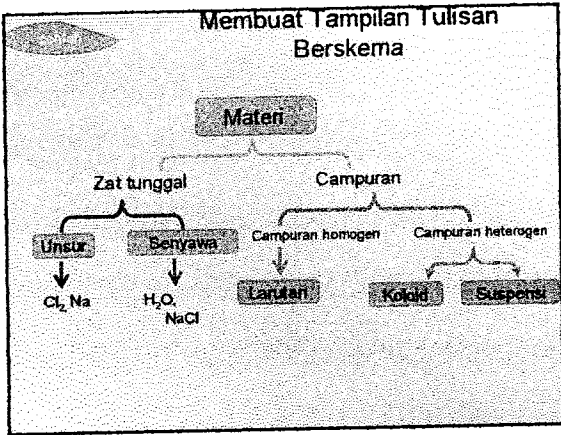 Membuat Tampilan Tulisan
Berskema
Materi
Zat tunggal
Campuran
Unsur
Senyawa
Campuran homogen
Campuran heterogen
Cl₂, Na
H₂O,
NaCl
Larutan
Koloid
Suspensi